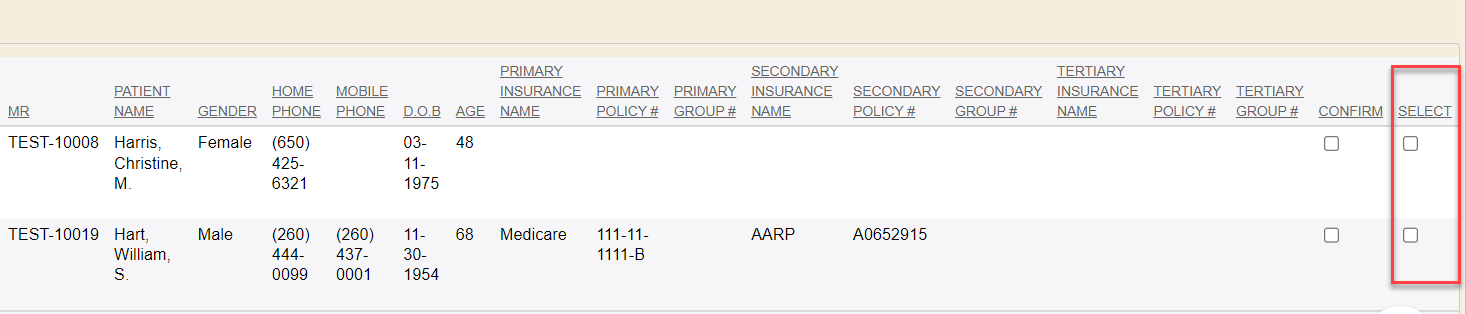 PRIMARY SECONDARY TERTIARY
PATIENT HOME MOBILE INSURANCE PRIMARY PRIMARY INSURANCE SECONDARY SECONDARY INSURANCE TERTIARY TERTIARY
MR NAME GENDER PHONE PHONE D.O.B AGE NAME POLICY # GROUP # NAME POLICY # GROUP # NAME POLICY # GROUP # CONFIRM SELECT
TEST-10008 Harris, Female (650) 03- 48
Christine, 425- 11-
M. 6321 1975
TEST-10019 Hart, Male (260) (260) 11- 68 Medicare 111-11- AARP A0652915
William, 444- 437- 30- 1111-B
S. 0099 0001 1954